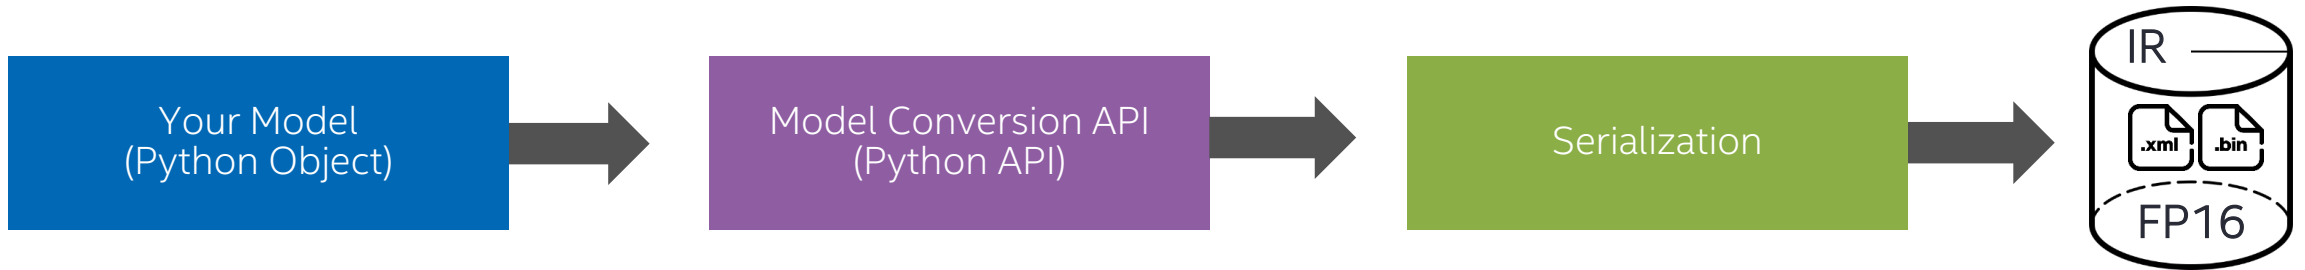 Your Model
(Python Object)
Model Conversion API
(Python API)
Serialization
IR
.xml
.bin
FP16